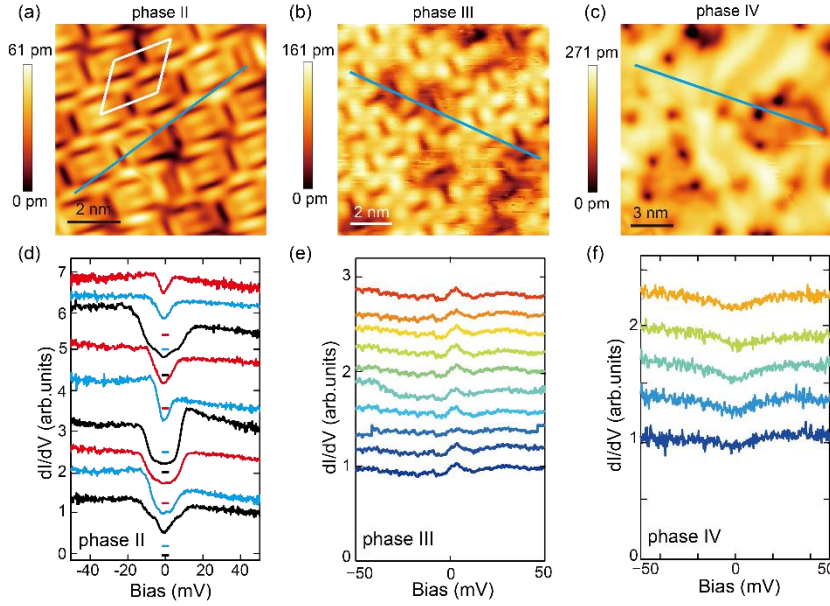 (a) phase II
61 pm
0 pm
2 nm
(b) phase III
161 pm
0 pm
2 nm
(c) phase IV
271 pm
0 pm
3 nm
(d)
7
6
5
4
3
2
1
0
dI/dV (arb.units)
phase II
-40 -20 0 20 40
Bias (mV)
(e)
3
2
1
0
dI/dV (arb.units)
phase III
−50 0 50
Bias (mV)
(f)
2
1
0
dI/dV (arb.units)
phase IV
−50 0 50
Bias (mV)